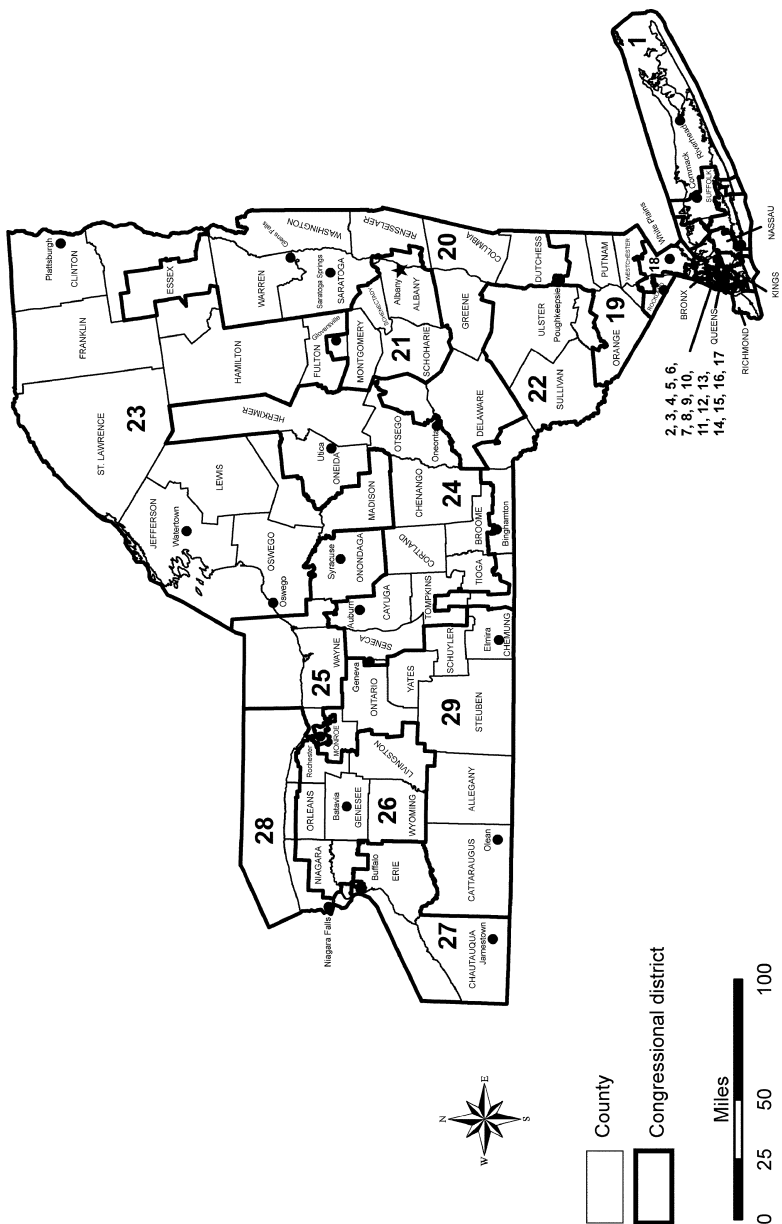 Plattsburgh
CLINTON
FRANKLIN
ST. LAWRENCE
23
ESSEX
JEFFERSON
Watertown
LEWIS
HAMILTON
WARREN
Glens Falls
WASHINGTON
HERKIMER
OSWEGO
Oswego
Saratoga Springs
SARATOGA
FULTON
Gloversville
MONTGOMERY
SCHENECTADY
RENSSELAER
Utica
ONEIDA
28
Niagara Falls
NIAGARA
ORLEANS
Rochester
MONROE
25
WAYNE
Syracuse
ONONDAGA
MADISON
Albany
ALBANY
21
SCHOHARIE
20
COLUMBIA
Buffalo
ERIE
Batavia
GENESEE
26
WYOMING
LIVINGSTON
ONTARIO
Geneva
SENECA
Auburn
CAYUGA
CORTLAND
CHENANGO
OTSEGO
Oneonta
YATES
TOMPKINS
24
DELAWARE
GREENE
27
CHAUTAUQUA
Jamestown
CATTARAUGUS
Olean
ALLEGANY
29
STEUBEN
SCHUYLER
Elmira
CHEMUNG
TIOGA
BROOME
Binghamton
ULSTER
Poughkeepsie
DUTCHESS
22
SULLIVAN
ORANGE
19
PUTNAM
WESTCHESTER
ROCKLAND
18
White Plains
1
Riverhead
Commack
SUFFOLK
BRONX
2, 3, 4, 5, 6,
7, 8, 9, 10,
11, 12, 13,
14, 15, 16, 17
QUEENS
RICHMOND
KINGS
NASSAU
N
W
E
S
County
Congressional district
Miles
0 25 50 100